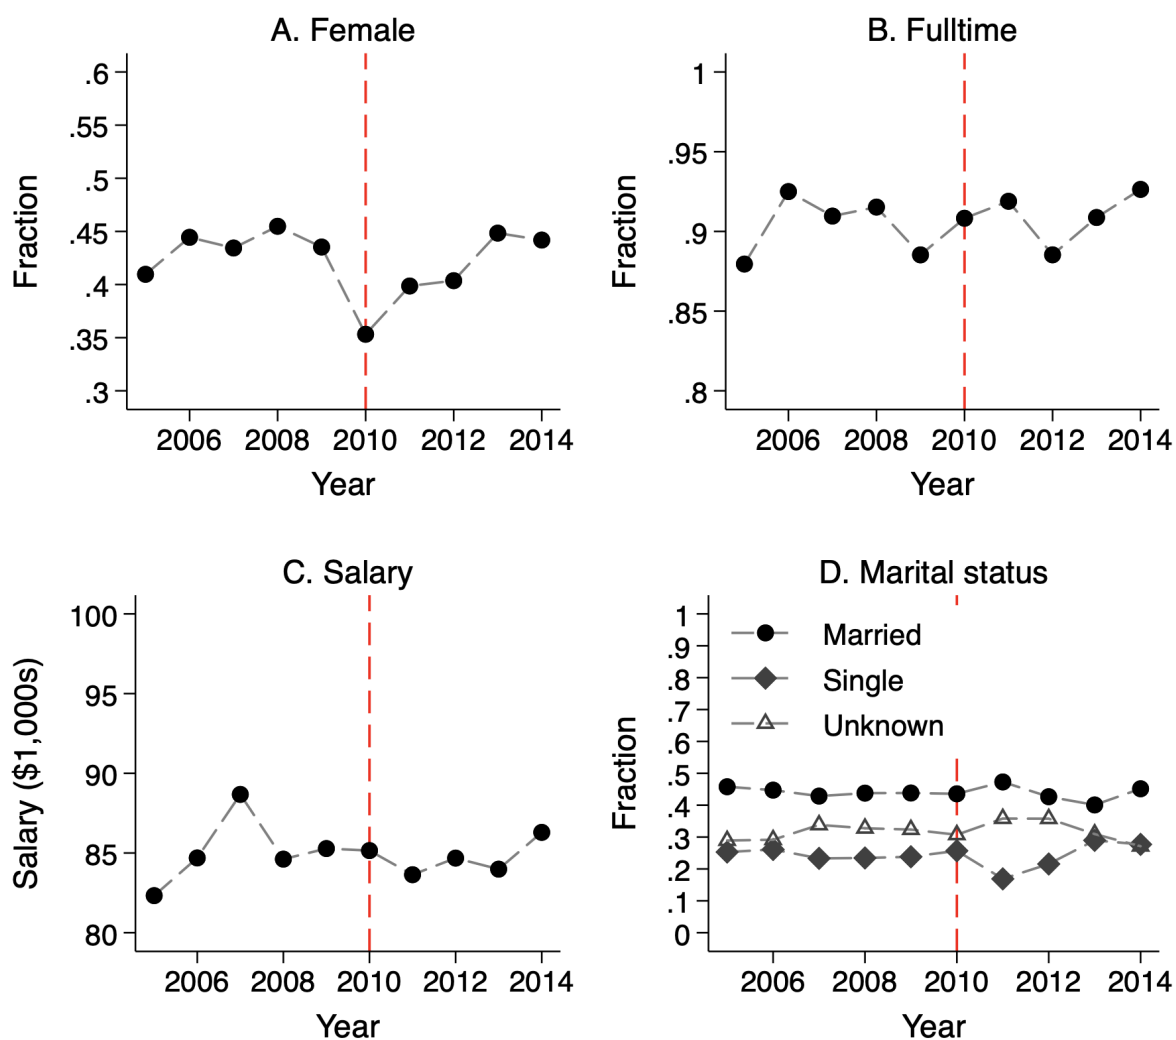 A. Female
Fraction
.6
.55
.5
.45
.4
.35
.3
2006 2008 2010 2012 2014
Year
B. Fulltime
Fraction
1
.95
.9
.85
.8
2006 2008 2010 2012 2014
Year
C. Salary
Salary ($1,000s)
100
95
90
85
80
2006 2008 2010 2012 2014
Year
D. Marital status
Fraction
1
.9
.8
.7
.6
.5
.4
.3
.2
.1
0
Married
Single
Unknown
2006 2008 2010 2012 2014
Year